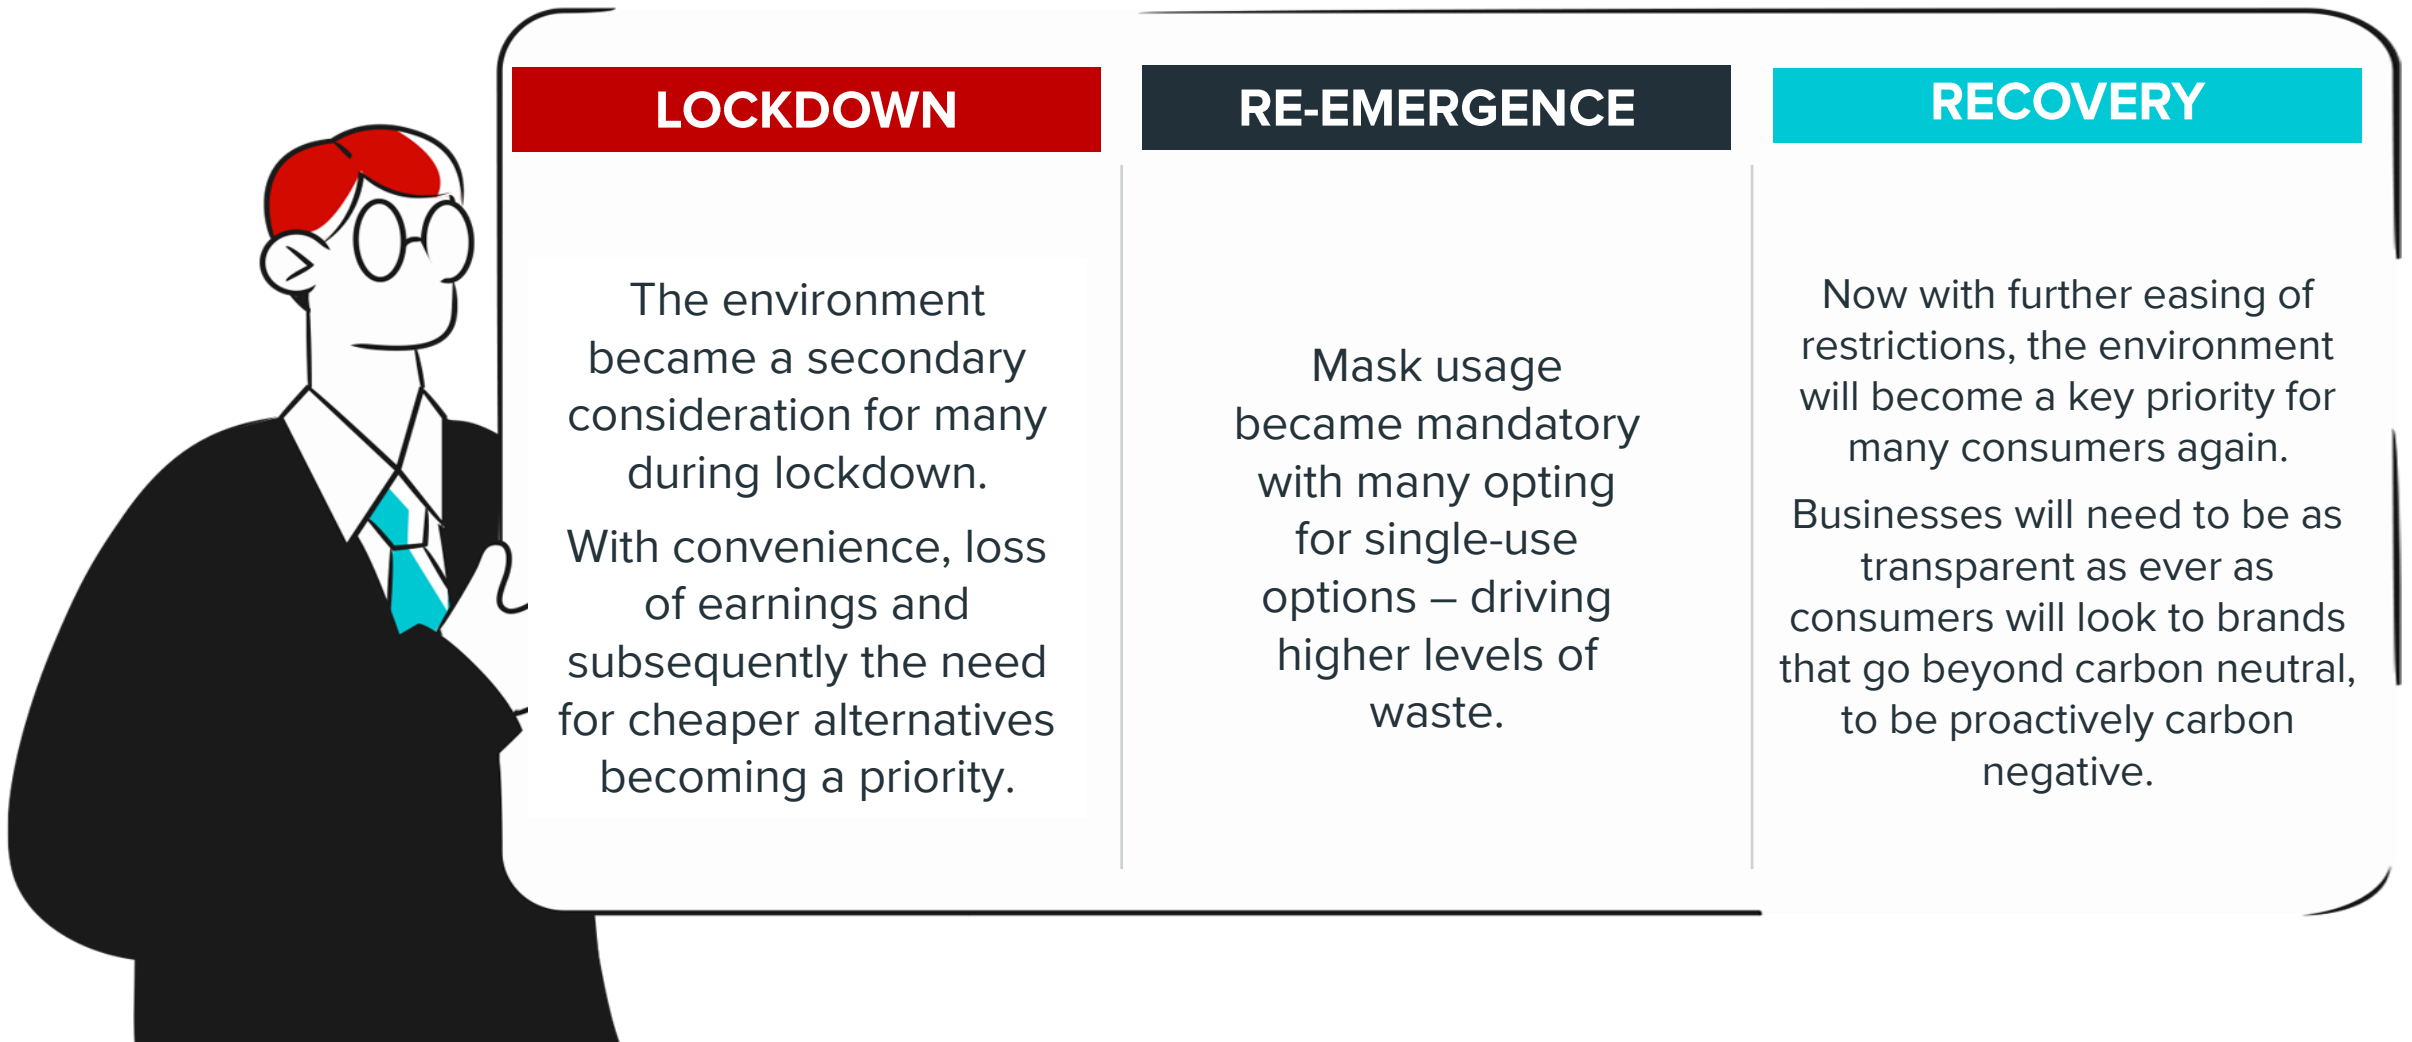 LOCKDOWN
The environment
became a secondary
consideration for many
during lockdown.
With convenience, loss
of earnings and
subsequently the need
for cheaper alternatives
becoming a priority.
RE-EMERGENCE
Mask usage
became mandatory
with many opting
for single-use
options – driving
higher levels of
waste.
RECOVERY
Now with further easing of
restrictions, the environment
will become a key priority for
many consumers again.
Businesses will need to be as
transparent as ever as
consumers will look to brands
that go beyond carbon neutral,
to be proactively carbon
negative.